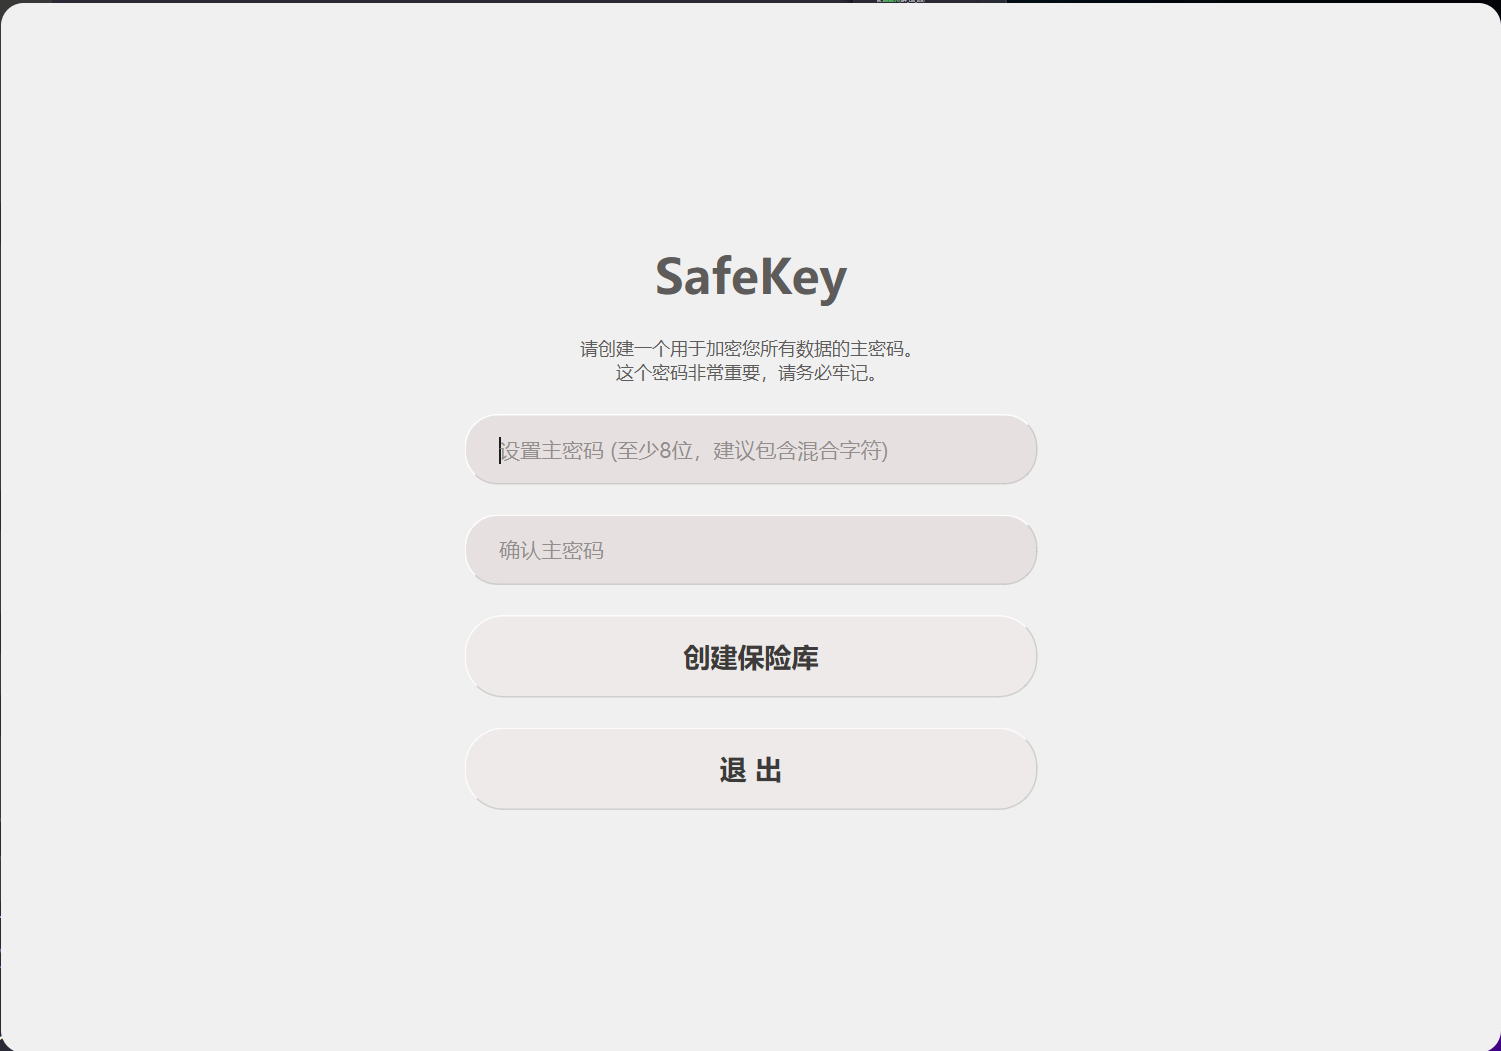 SafeKey
请创建一个用于加密您所有数据的主密码。
这个密码非常重要，请务必牢记。
设置主密码 (至少8位，建议包含混合字符)
确认主密码
创建保险库
退 出